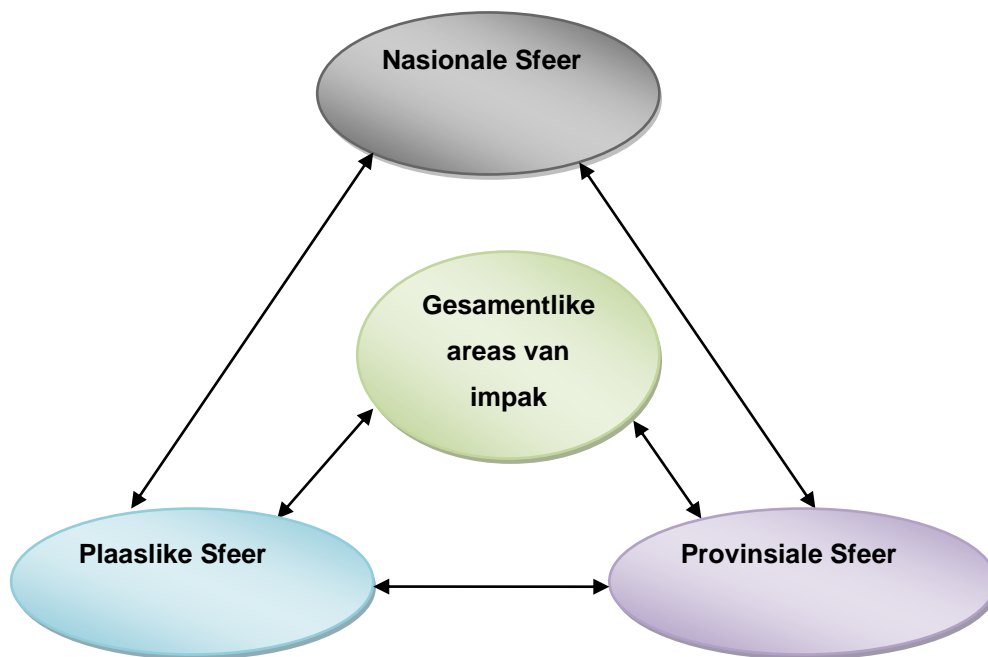 Nasionale Sfeer
Gesamentlike
areas van
impak
Plaaslike Sfeer
Provinsiale Sfeer